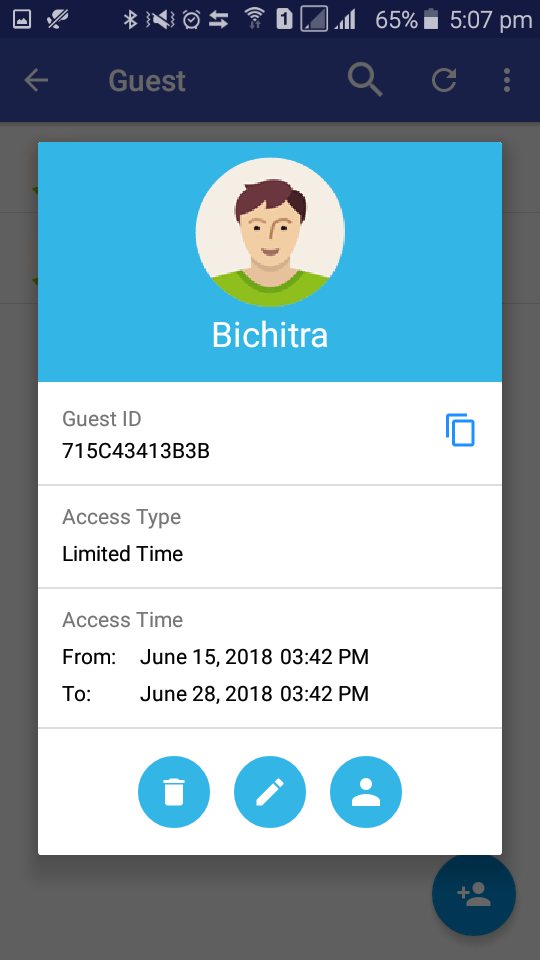 1
65%
5:07 pm
Guest
Bichitra
Guest ID
715C43413B3B
Access Type
Limited Time
Access Time
From: June 15, 2018 03:42 PM
To: June 28, 2018 03:42 PM